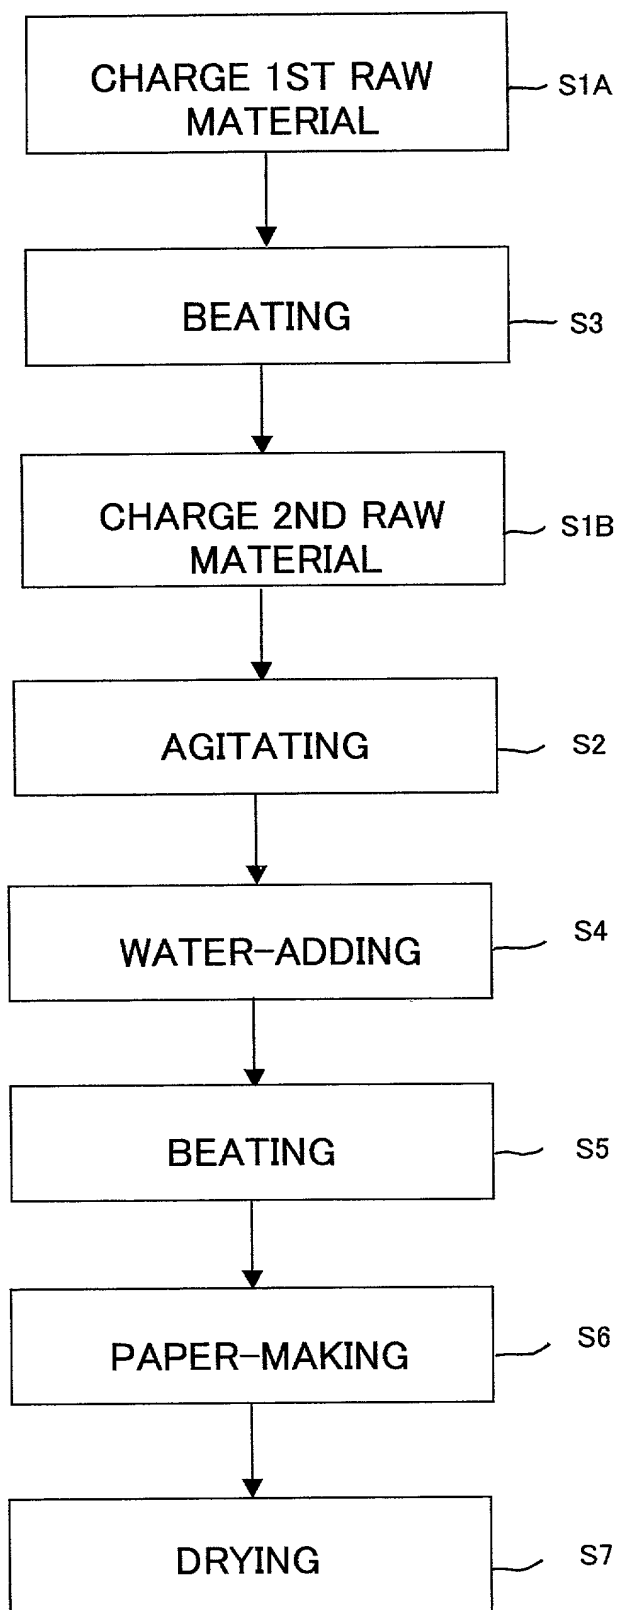 CHARGE 1ST RAW
MATERIAL
S1A
BEATING
S3
CHARGE 2ND RAW
MATERIAL
S1B
AGITATING
S2
WATER-ADDING
S4
BEATING
S5
PAPER-MAKING
S6
DRYING
S7